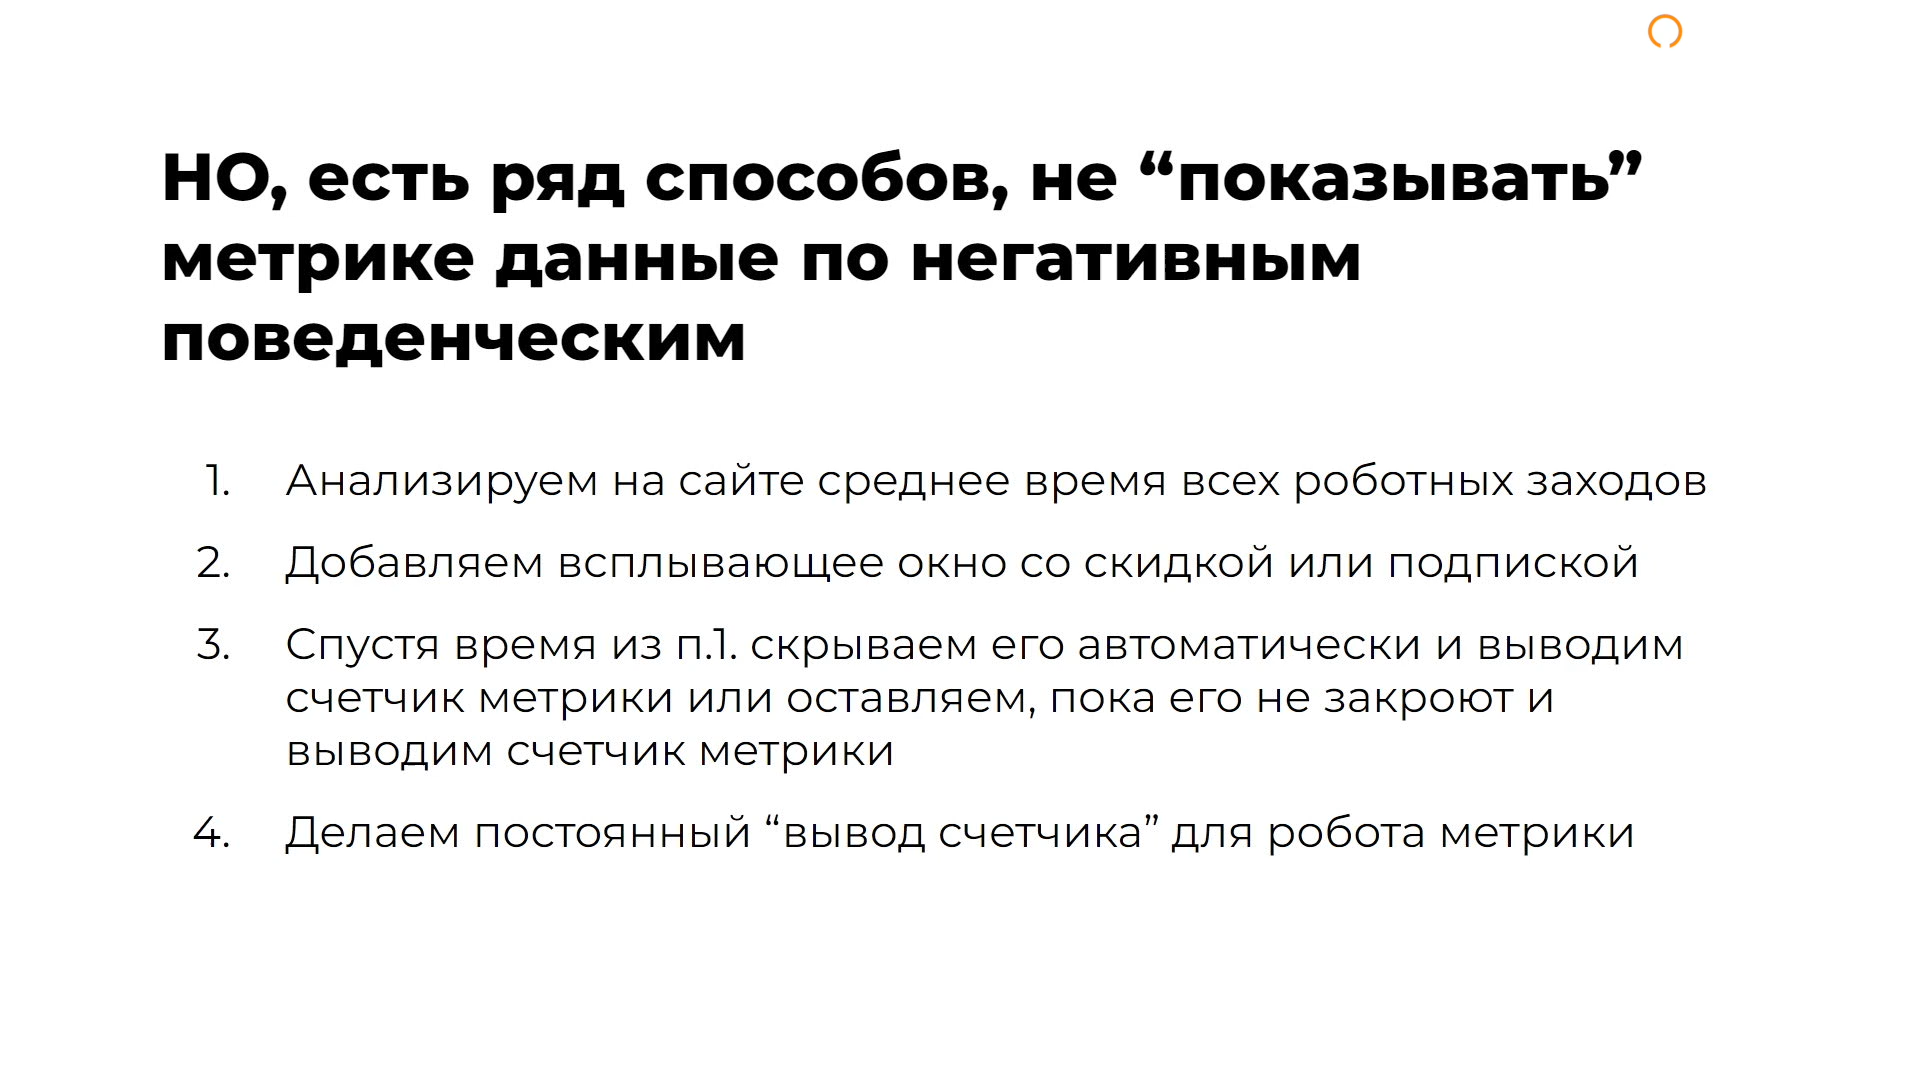 НО, есть ряд способов, не “показывать”
метрике данные по негативным
поведенческим
1. Анализируем на сайте среднее время всех роботных заходов
2. Добавляем всплывающее окно со скидкой или подпиской
3. Спустя время из п.1. скрываем его автоматически и выводим
счетчик метрики или оставляем, пока его не закроют и
выводим счетчик метрики
4. Делаем постоянный “вывод счетчика” для робота метрики